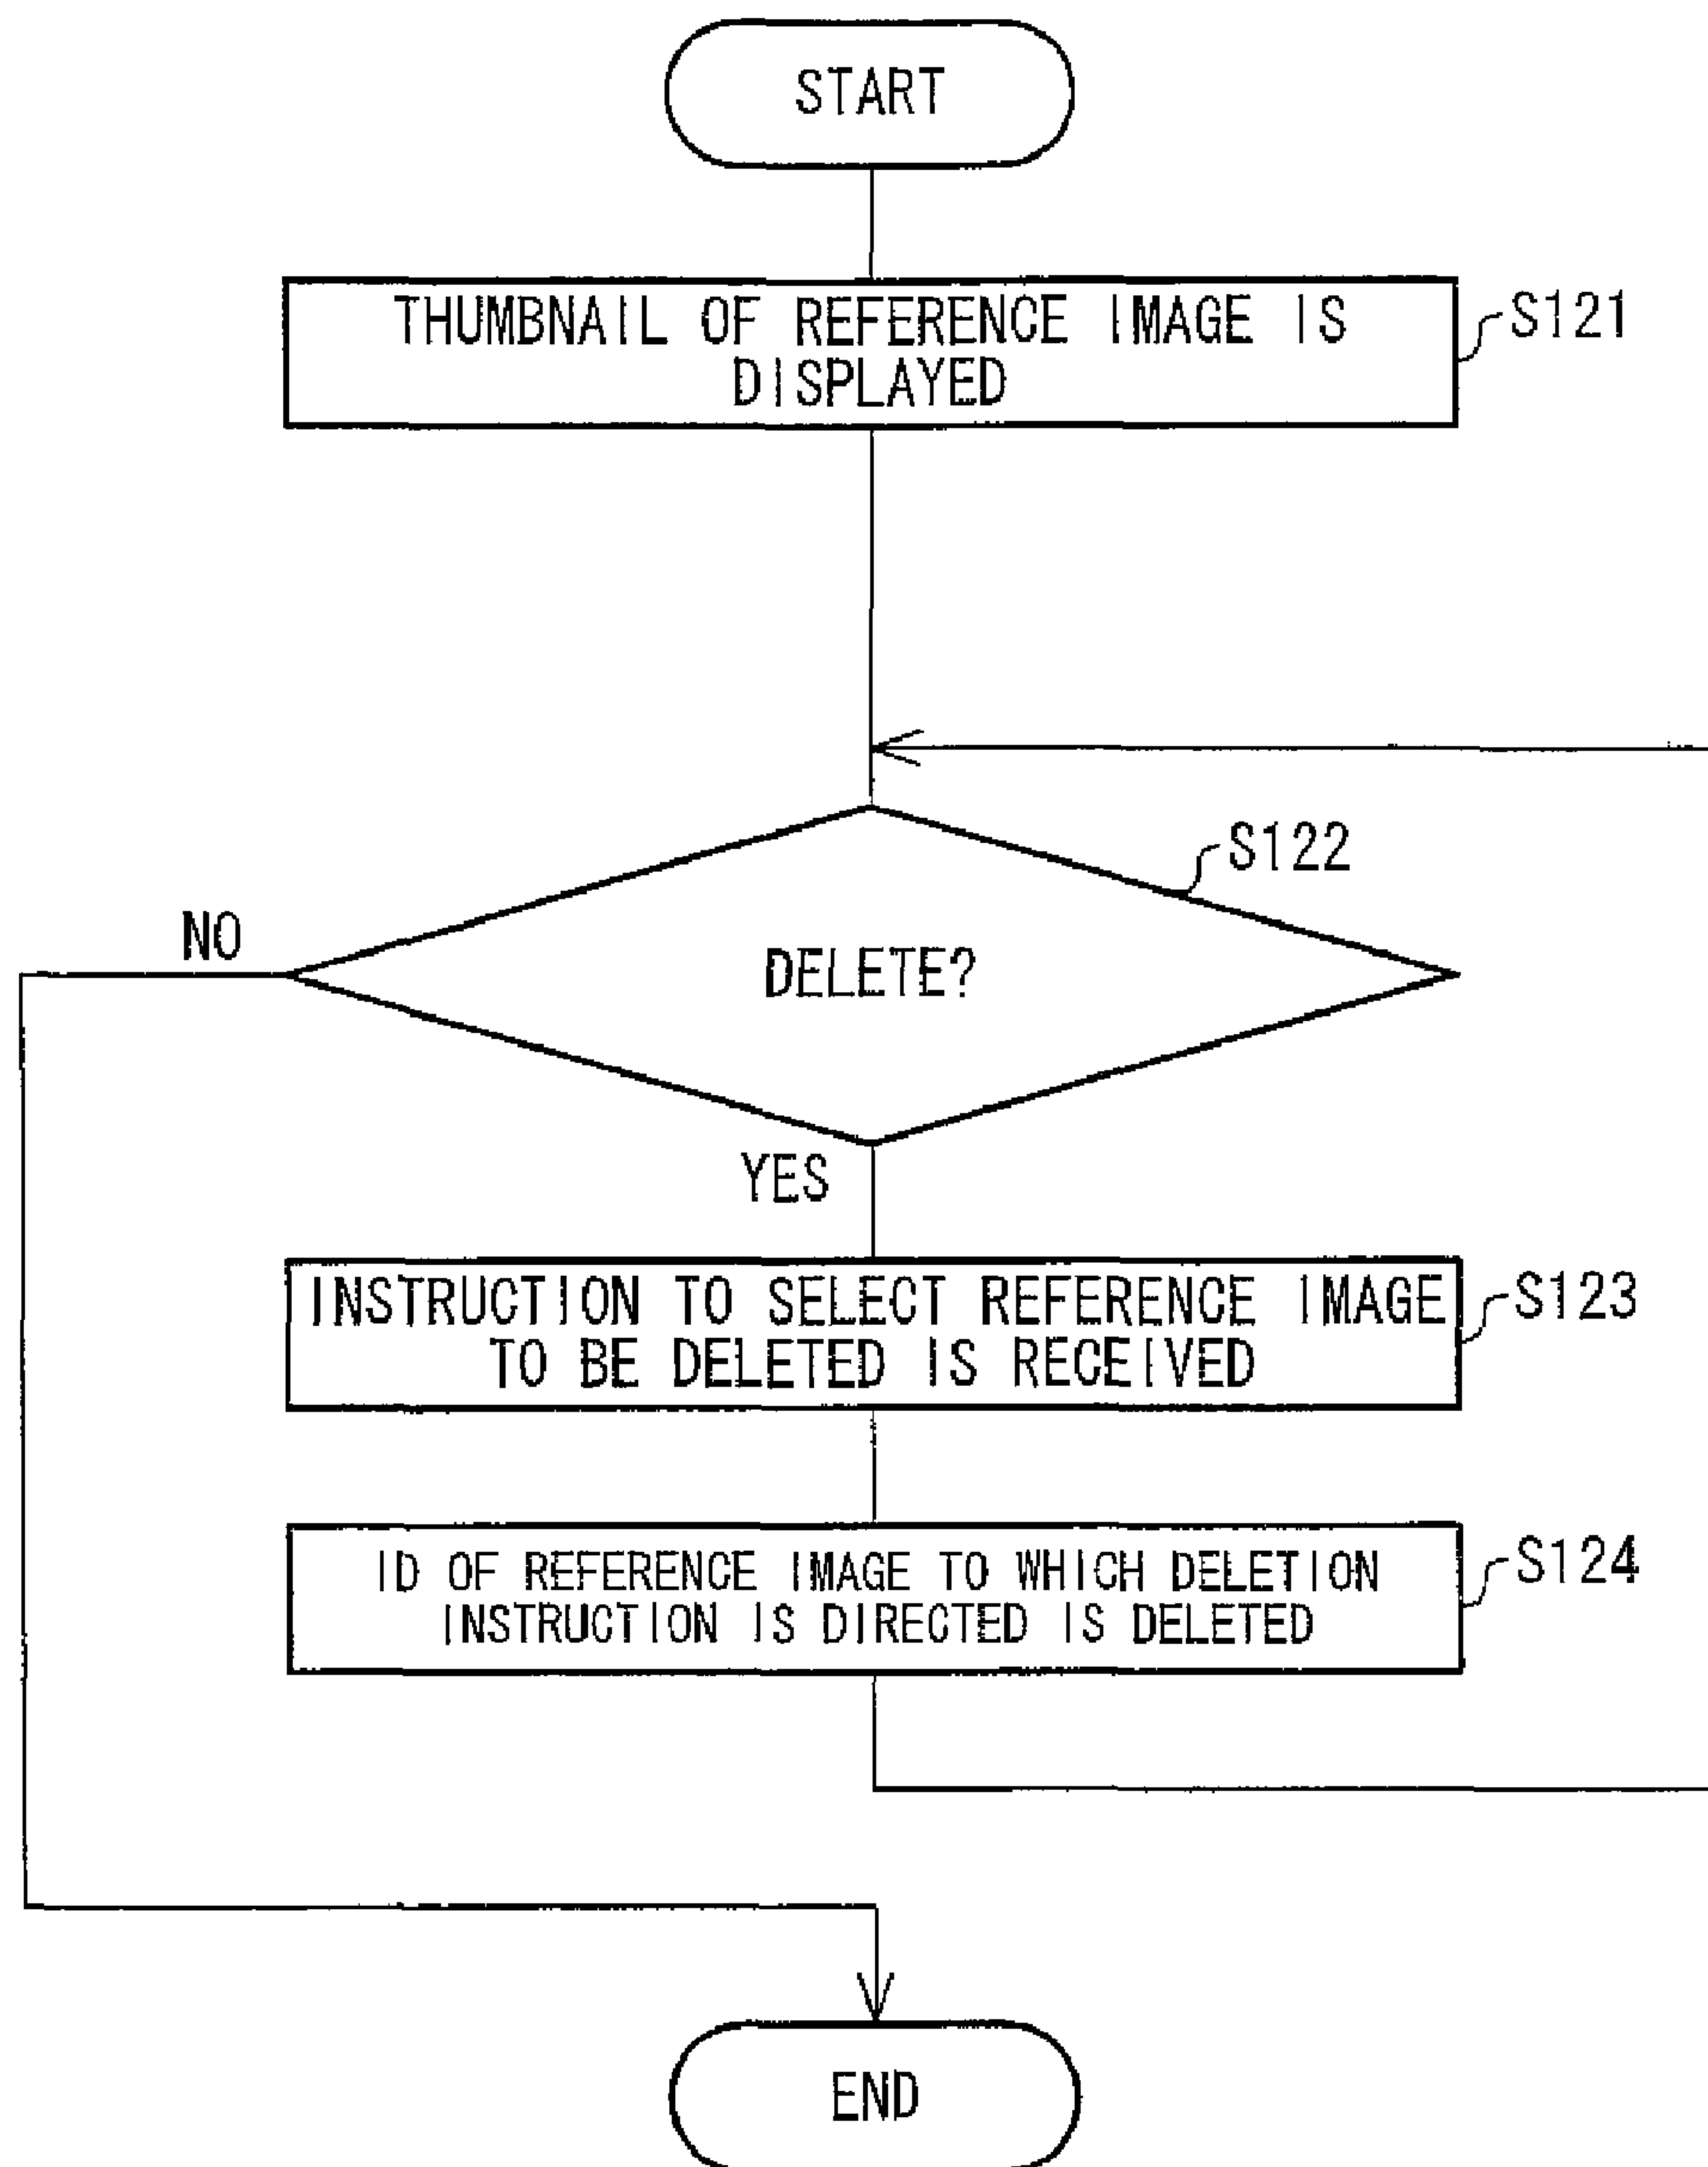 START
THUMBNAIL OF REFERENCE IMAGE IS
DISPLAYED
S121
S122
NO
DELETE?
YES
INSTRUCTION TO SELECT REFERENCE IMAGE
TO BE DELETED IS RECEIVED
S123
ID OF REFERENCE IMAGE TO WHICH DELETION
INSTRUCTION IS DIRECTED IS DELETED
S124
END